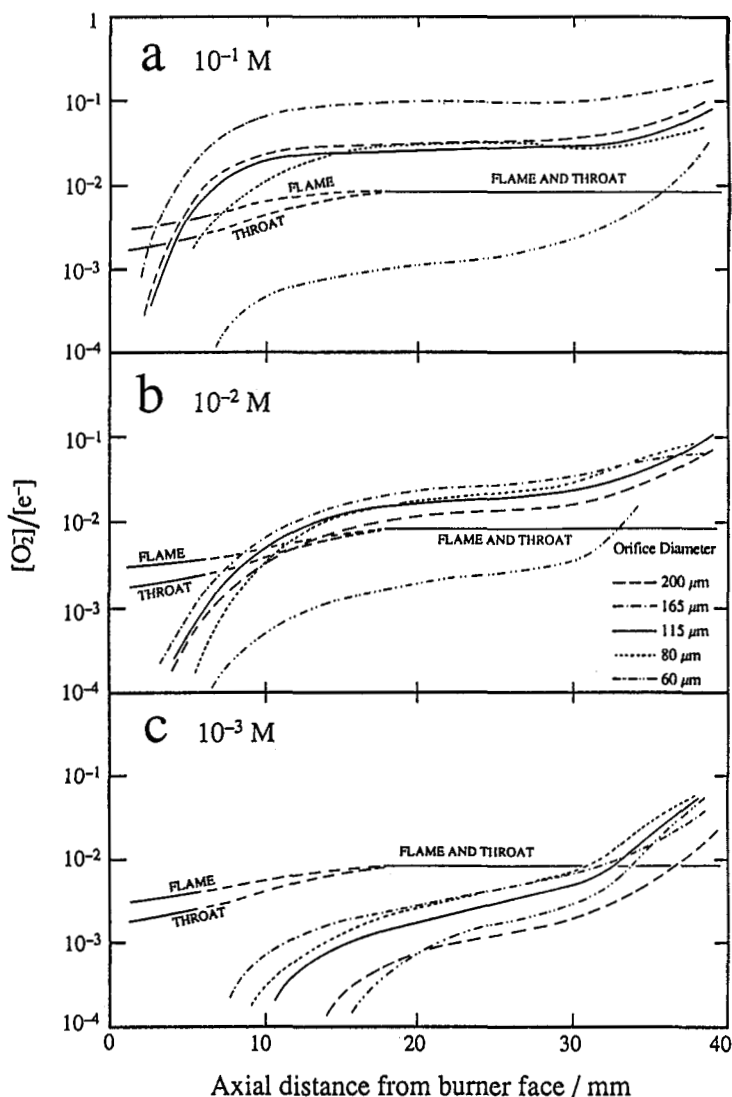 1
a 10⁻¹ M
10⁻¹
FLAME
FLAME AND THROAT
10⁻²
THROAT
10⁻³
10⁻⁴
b 10⁻² M
10⁻¹
10⁻²
FLAME
FLAME AND THROAT
THROAT
10⁻³
10⁻⁴
Orifice Diameter
200 μm
165 μm
115 μm
80 μm
60 μm
[O₂⁻]/[e⁻]
c 10⁻³ M
10⁻¹
FLAME AND THROAT
10⁻²
FLAME
THROAT
10⁻³
10⁻⁴
0 10 20 30 40
Axial distance from burner face / mm